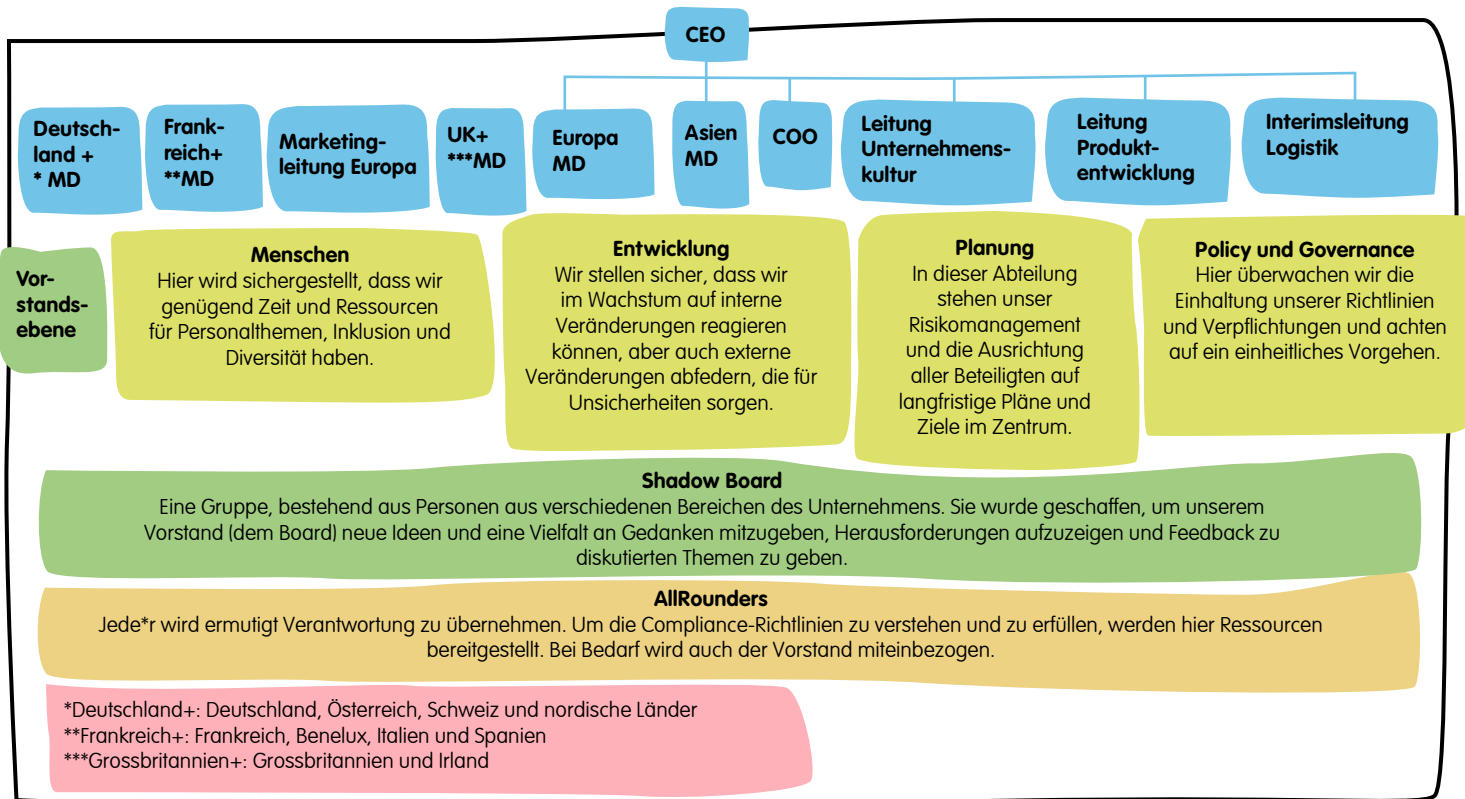 CEO
Deutsch-
land +
* MD
Frank-
reich+
**MD
Marketing-
leitung Europa
UK+
***MD
Europa
MD
Asien
MD
COO
Leitung
Unternehmens-
kultur
Leitung
Produkt-
entwicklung
Interimsleitung
Logistik
Vor-
stands-
ebene
Menschen
Hier wird sichergestellt, dass wir
genügend Zeit und Ressourcen
für Personalthemen, Inklusion und
Diversität haben.
Entwicklung
Wir stellen sicher, dass wir
im Wachstum auf interne
Veränderungen reagieren
können, aber auch externe
Veränderungen abfedern, die für
Unsicherheiten sorgen.
Planung
In dieser Abteilung
stehen unser
Risikomanagement
und die Ausrichtung
aller Beteiligten auf
langfristige Pläne und
Ziele im Zentrum.
Policy und Governance
Hier überwachen wir die
Einhaltung unserer Richtlinien
und Verpflichtungen und achten
auf ein einheitliches Vorgehen.
Shadow Board
Eine Gruppe, bestehend aus Personen aus verschiedenen Bereichen des Unternehmens. Sie wurde geschaffen, um unserem
Vorstand (dem Board) neue Ideen und eine Vielfalt an Gedanken mitzugeben, Herausforderungen aufzuzeigen und Feedback zu
diskutierten Themen zu geben.
AllRounders
Jede*r wird ermutigt Verantwortung zu übernehmen. Um die Compliance-Richtlinien zu verstehen und zu erfüllen, werden hier Ressourcen
bereitgestellt. Bei Bedarf wird auch der Vorstand miteinbezogen.
*Deutschland+: Deutschland, Österreich, Schweiz und nordische Länder
**Frankreich+: Frankreich, Benelux, Italien und Spanien
***Grossbritannien+: Grossbritannien und Irland